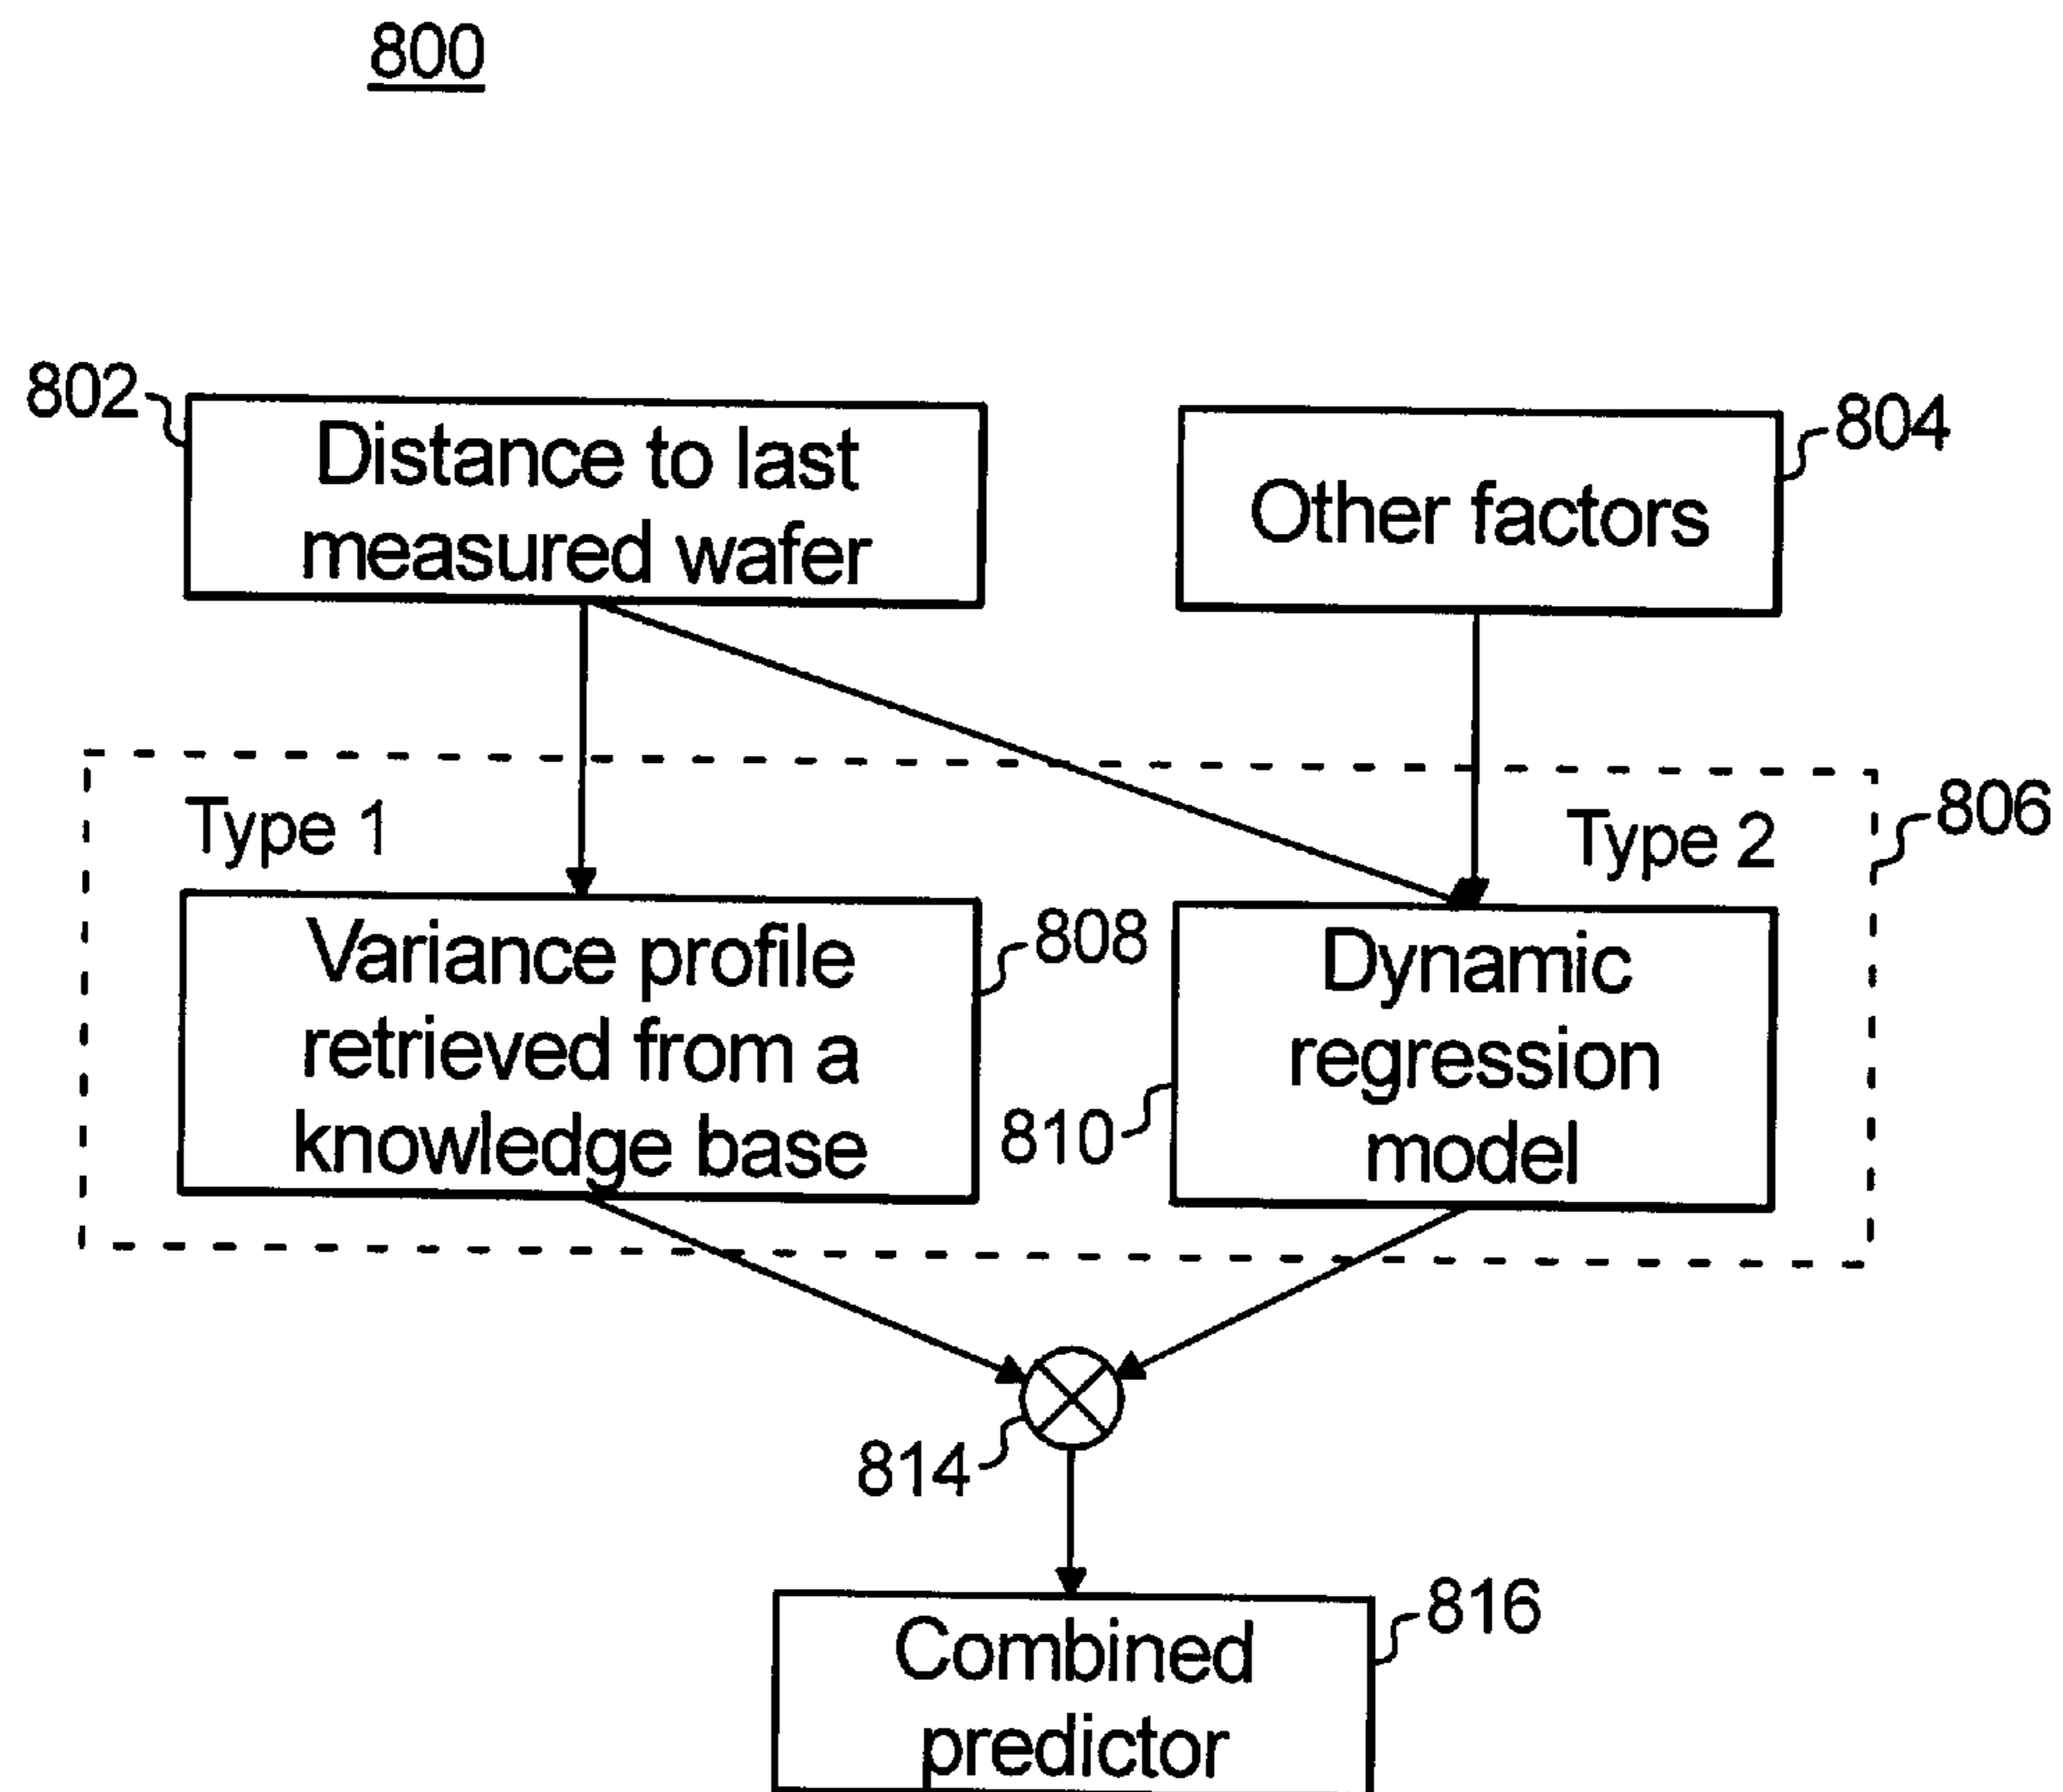 800
802
Distance to last
measured wafer
Other factors
804
Type 1
Type 2
806
Variance profile
retrieved from a
knowledge base
808
810
Dynamic
regression
model
814
Combined
predictor
816